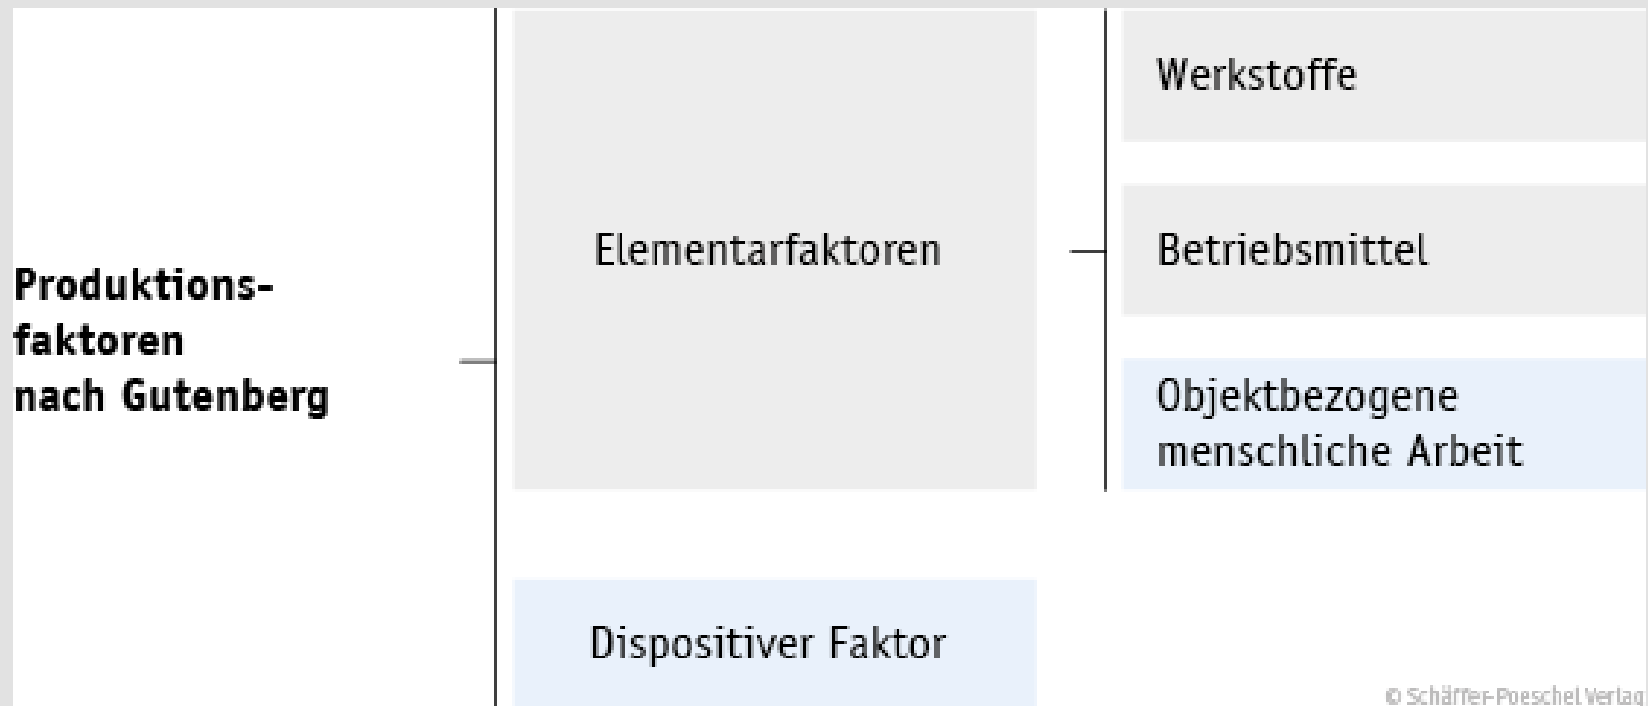 Produktions-
faktoren
nach Gutenberg
Elementarfaktoren
Werkstoffe
Betriebsmittel
Objektbezogene
menschliche Arbeit
Dispositiver Faktor
© Schäffer-Poeschel Verlag